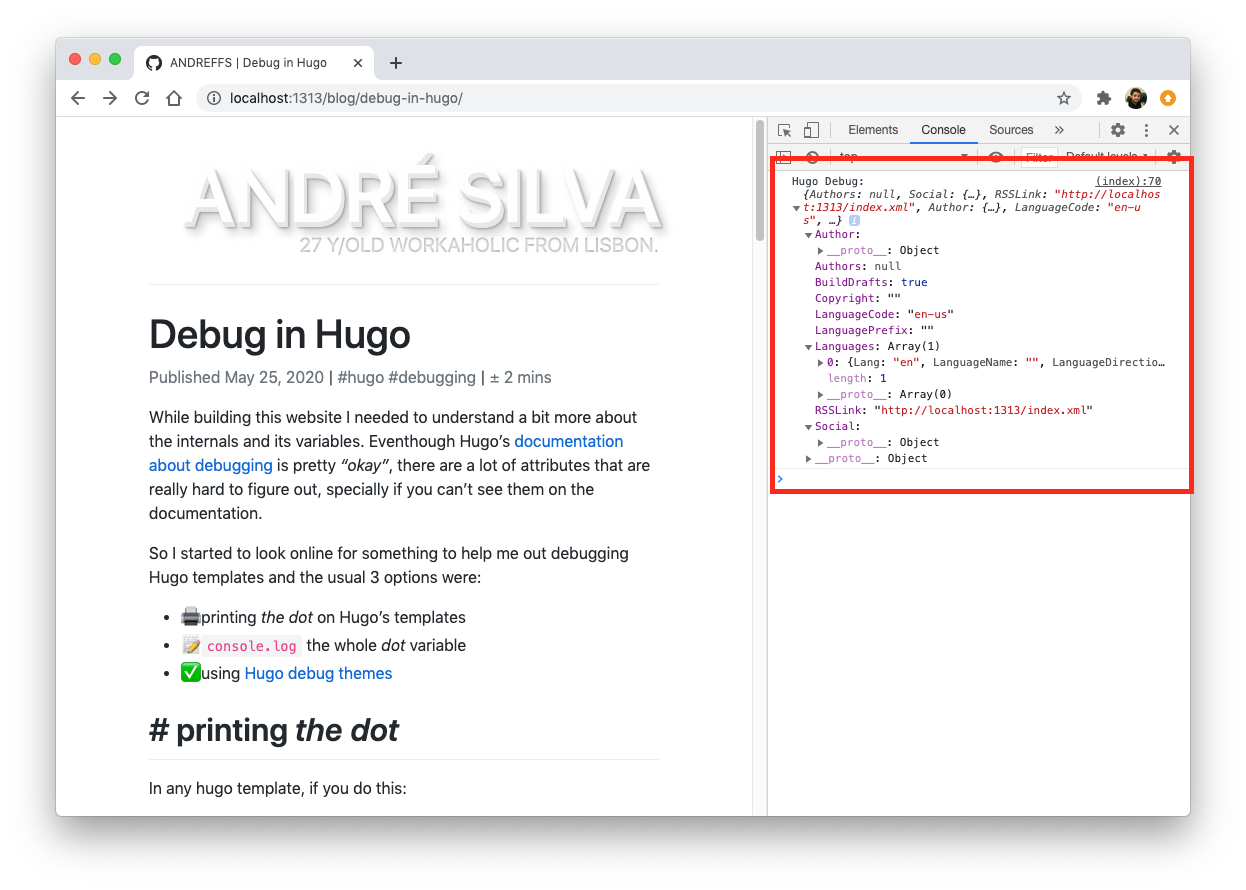 ANDREFFS | Debug in Hugo
localhost:1313/blog/debug-in-hugo/
ANDRÉ SILVA
27 Y/OLD WORKAHOLIC FROM LISBON.
Debug in Hugo
Published May 25, 2020 | #hugo #debugging | ± 2 mins
While building this website I needed to understand a bit more about
the internals and its variables. Eventhough Hugo’s documentation
about debugging is pretty “okay”, there are a lot of attributes that are
really hard to figure out, specially if you can’t see them on the
documentation.
So I started to look online for something to help me out debugging
Hugo templates and the usual 3 options were:
printing the dot on Hugo’s templates
console.log the whole dot variable
using Hugo debug themes
# printing the dot
In any hugo template, if you do this:
Elements Console Sources
top Filter Default levels
Hugo Debug: (index):70
{Authors: null, Social: {…}, RSSLink: "http://localhos
t:1313/index.xml", Author: {…}, LanguageCode: "en-u
s", …}
Author:
__proto__: Object
Authors: null
BuildDrafts: true
Copyright: ""
LanguageCode: "en-us"
LanguagePrefix: ""
Languages: Array(1)
0: {Lang: "en", LanguageName: "", LanguageDirectio…
length: 1
__proto__: Array(0)
RSSLink: "http://localhost:1313/index.xml"
Social:
__proto__: Object
__proto__: Object